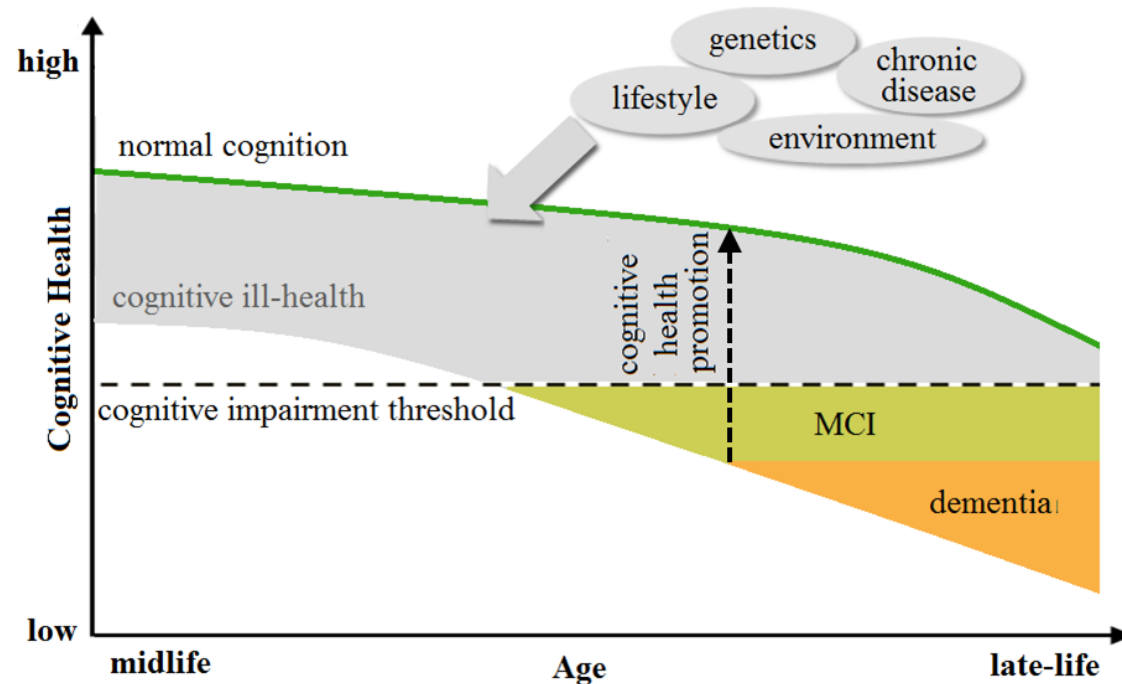 genetics
high
chronic
disease
lifestyle
environment
normal cognition
Cognitive Health
cognitive
health
promotion
cognitive ill-health
cognitive impairment threshold
MCI
dementia
low
midlife
Age
late-life